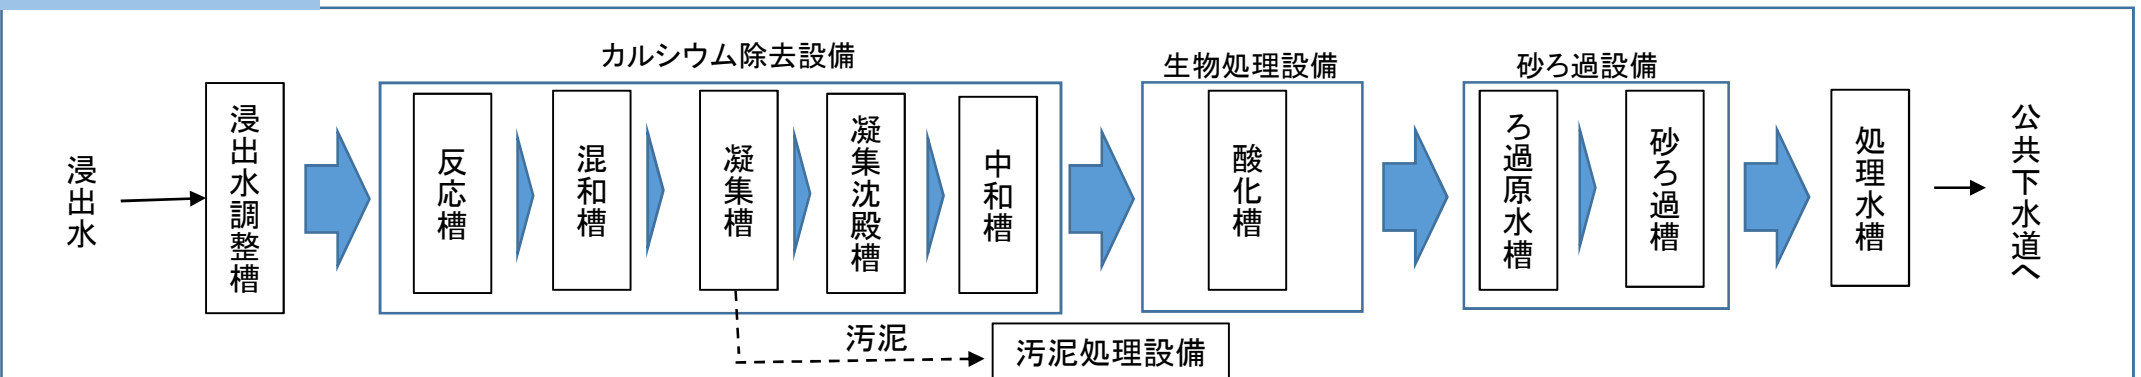 カルシウム除去設備
生物処理設備
砂ろ過設備
浸出水
浸出水調整槽
反応槽
混和槽
凝集槽
凝集沈殿槽
中和槽
酸化槽
ろ過原水槽
砂ろ過槽
処理水槽
公共下水道へ
汚泥
汚泥処理設備